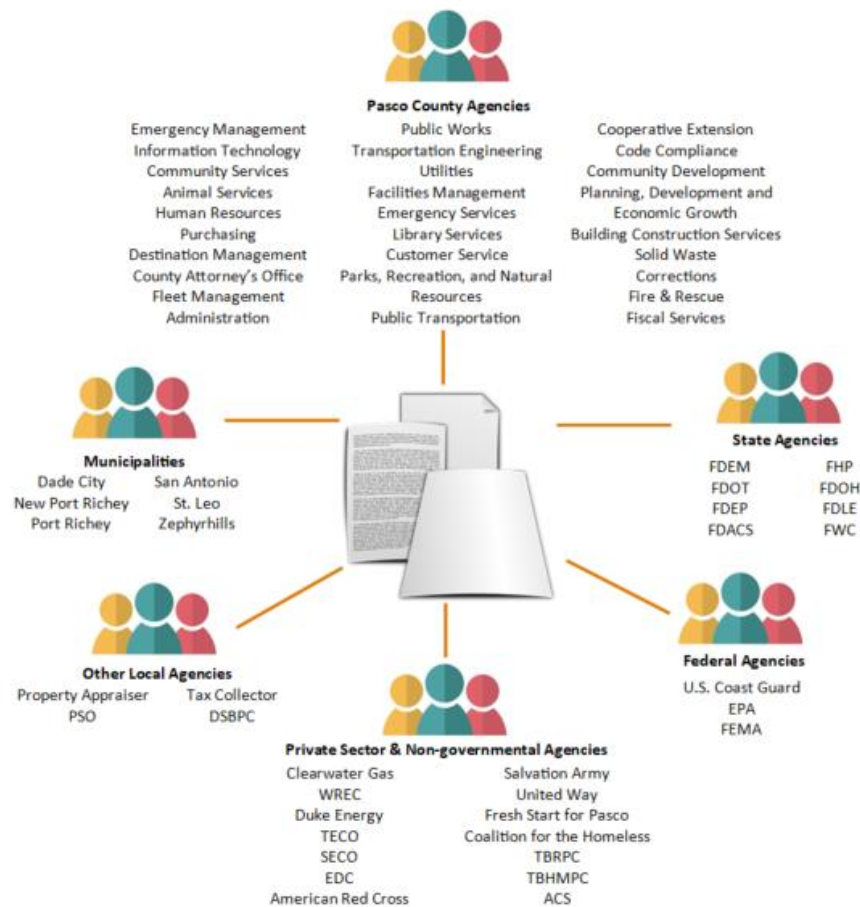 Pasco County Agencies
Emergency Management
Information Technology
Community Services
Animal Services
Human Resources
Purchasing
Destination Management
County Attorney's Office
Fleet Management
Administration
Public Works
Transportation Engineering
Utilities
Facilities Management
Emergency Services
Library Services
Customer Service
Parks, Recreation, and Natural
Resources
Public Transportation
Cooperative Extension
Code Compliance
Community Development
Planning, Development and
Economic Growth
Building Construction Services
Solid Waste
Corrections
Fire & Rescue
Fiscal Services
Municipalities
Dade City
New Port Richey
Port Richey
San Antonio
St. Leo
Zephyrhills
State Agencies
FDEM
FDOT
FDEP
FDACS
FHP
FDOH
FDLE
FWC
Other Local Agencies
Property Appraiser
PSO
Tax Collector
DSBPC
Federal Agencies
U.S. Coast Guard
EPA
FEMA
Private Sector & Non-governmental Agencies
Clearwater Gas
WREC
Duke Energy
TECO
SECO
EDC
American Red Cross
Salvation Army
United Way
Fresh Start for Pasco
Coalition for the Homeless
TBRPC
TBHMPC
ACS